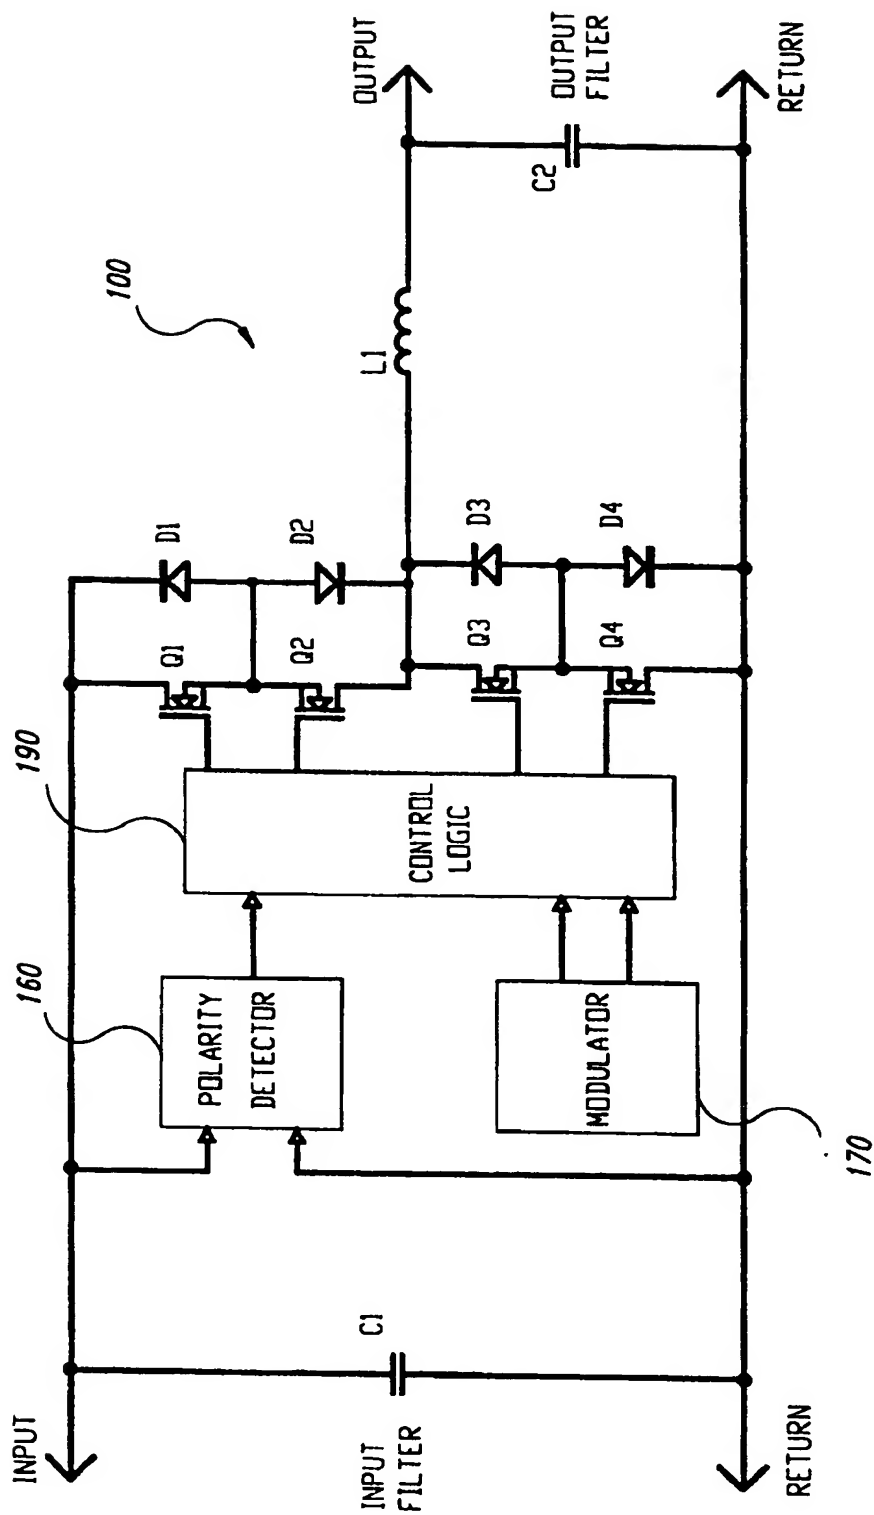 100
190
160
170
INPUT
RETURN
INPUT
FILTER
C1
POLARITY
DETECTOR
MODULATOR
CONTROL
LOGIC
Q1
Q2
Q3
Q4
D1
D2
D3
D4
L1
C2
OUTPUT
OUTPUT
FILTER
RETURN